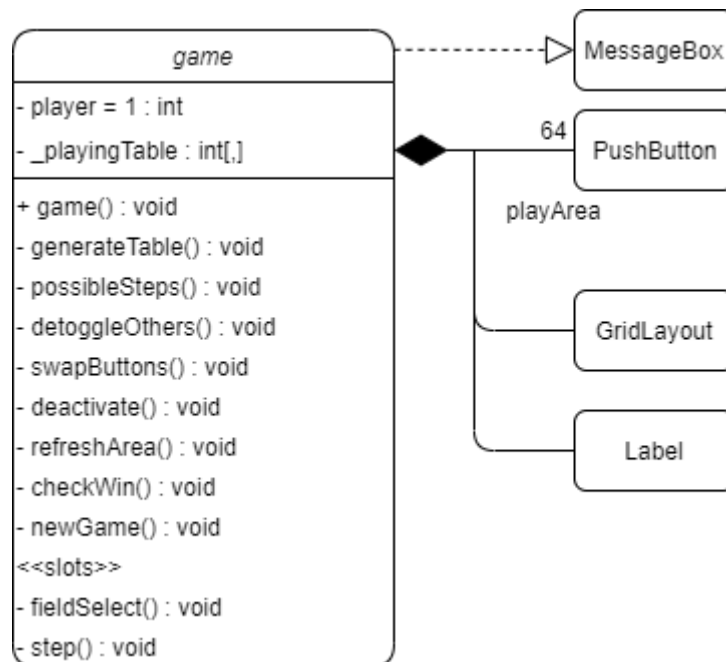 game
- player = 1 : int
- _playingTable : int[,]
+ game() : void
- generateTable() : void
- possibleSteps() : void
- detoggleOthers() : void
- swapButtons() : void
- deactivate() : void
- refreshArea() : void
- checkWin() : void
- newGame() : void
<<slots>>
- fieldSelect() : void
- step() : void
MessageBox
64
PushButton
playArea
GridLayout
Label